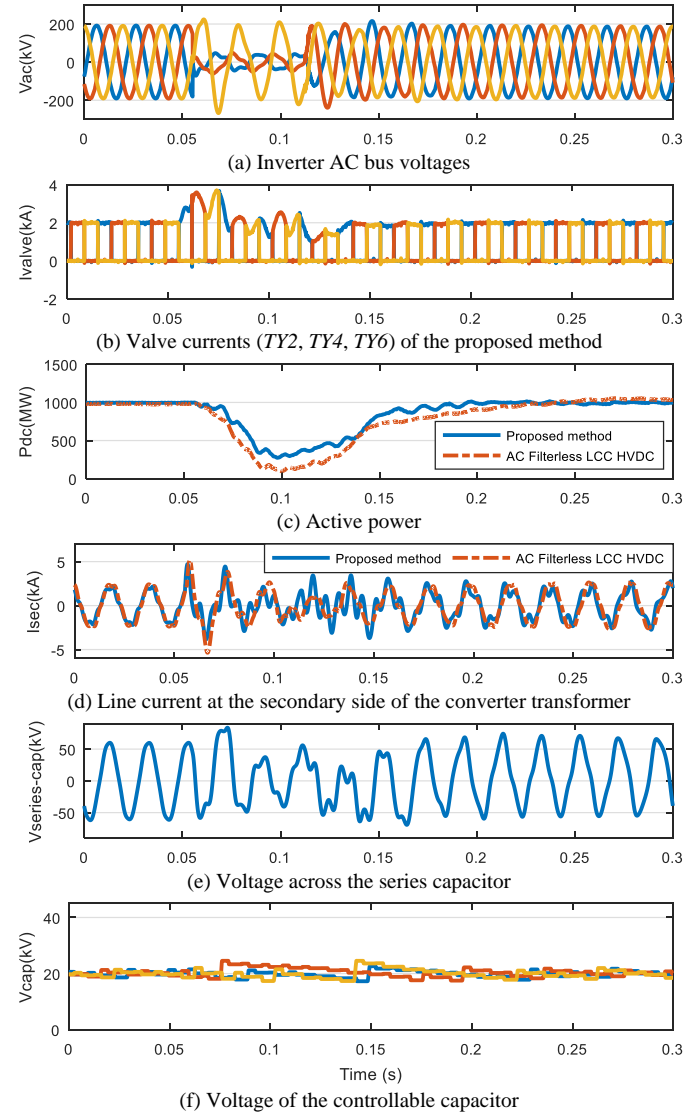 Vac(kV)
200
0
-200
0 0.05 0.1 0.15 0.2 0.25 0.3
(a) Inverter AC bus voltages
Ivalve(kA)
4
2
0
-2
0 0.05 0.1 0.15 0.2 0.25 0.3
(b) Valve currents (TY2, TY4, TY6) of the proposed method
Pdc(MW)
1500
1000
500
0
Proposed method
AC Filterless LCC HVDC
0 0.05 0.1 0.15 0.2 0.25 0.3
(c) Active power
Isec(kA)
5
0
-5
Proposed method AC Filterless LCC HVDC
0 0.05 0.1 0.15 0.2 0.25 0.3
(d) Line current at the secondary side of the converter transformer
Vseries-cap(kV)
50
0
-50
0 0.05 0.1 0.15 0.2 0.25 0.3
(e) Voltage across the series capacitor
Vcap(kV)
40
20
0
0 0.05 0.1 0.15 0.2 0.25 0.3
Time (s)
(f) Voltage of the controllable capacitor